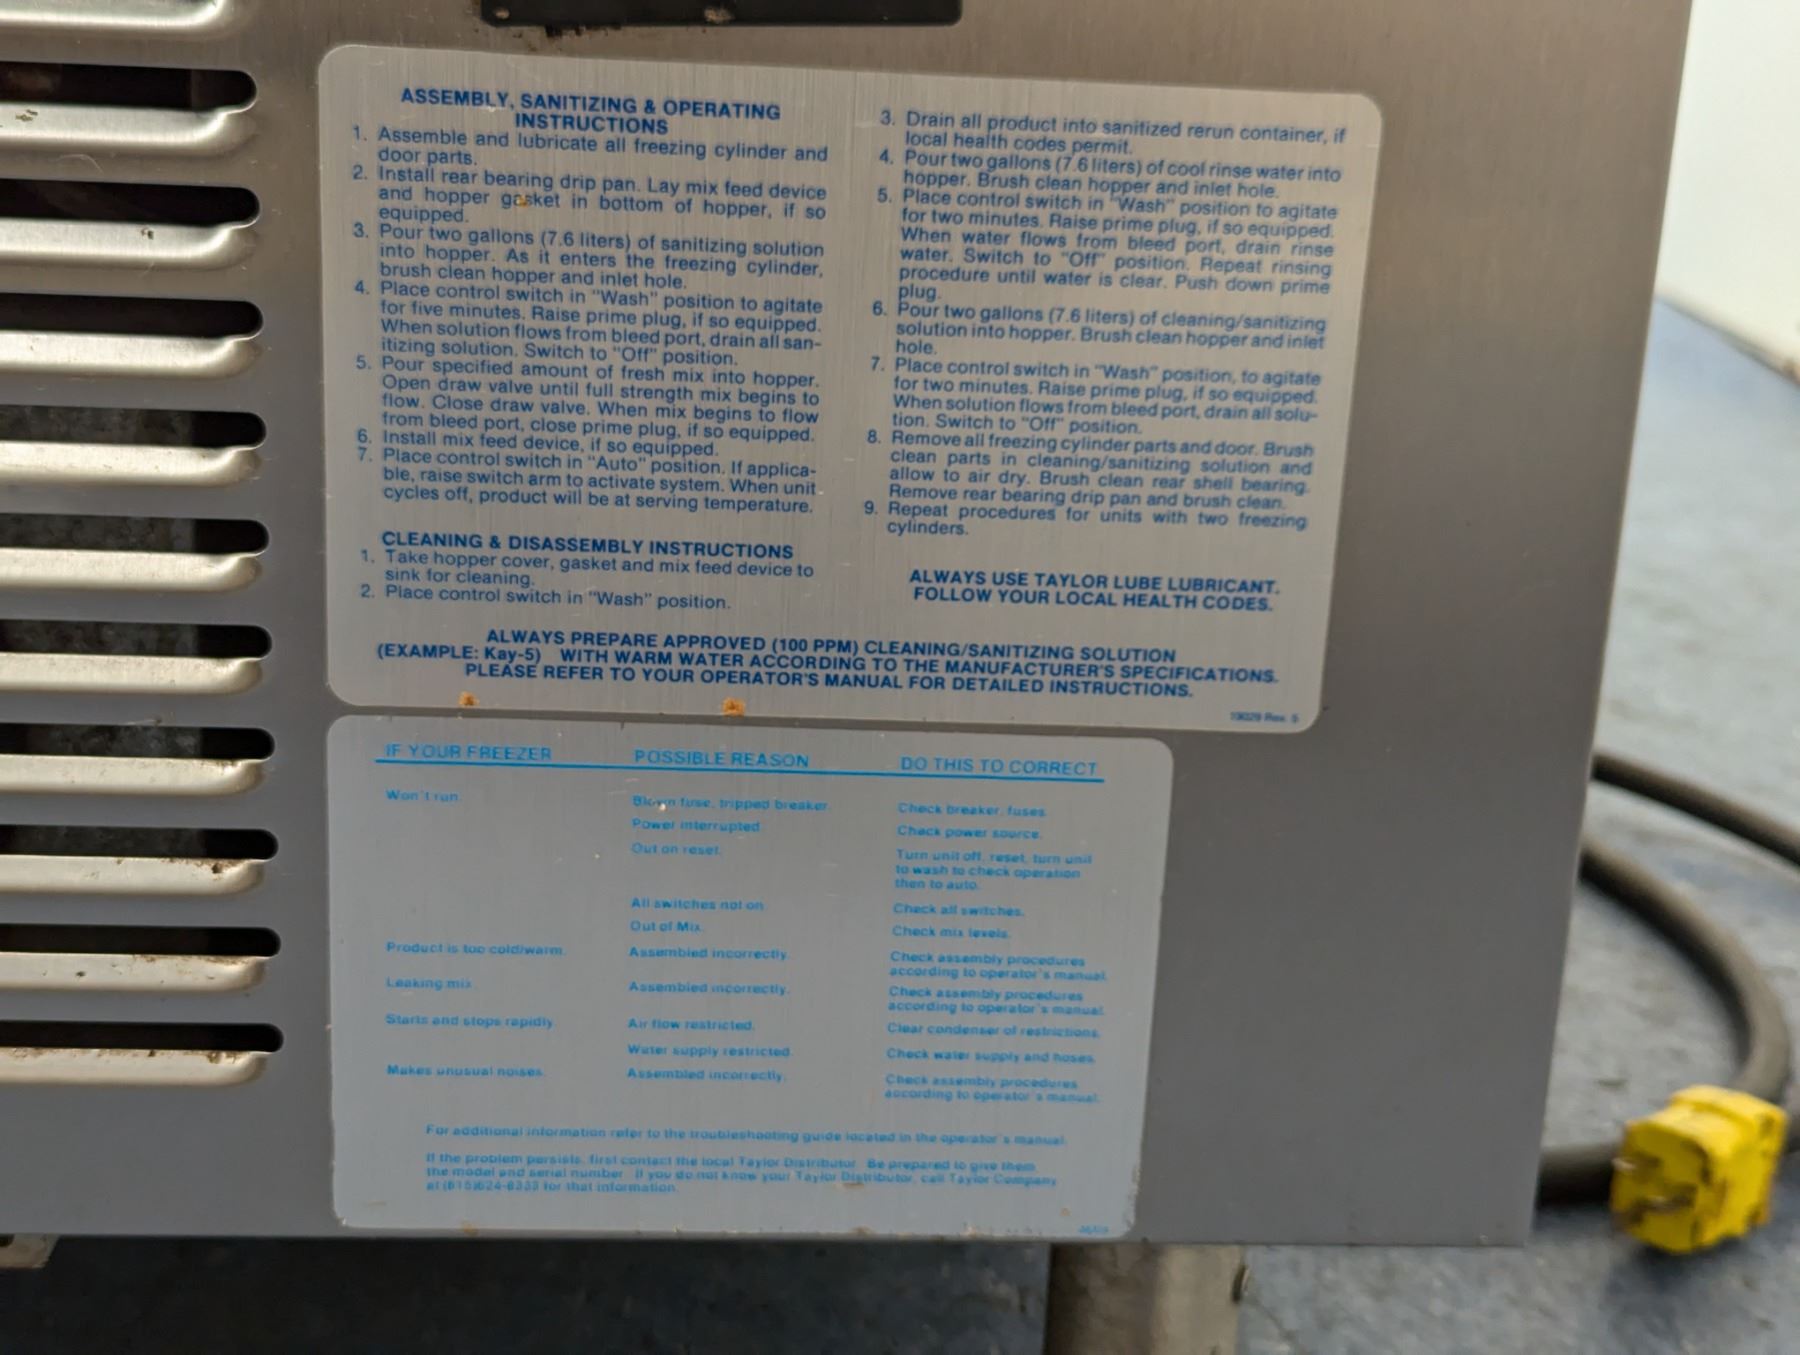 ASSEMBLY, SANITIZING & OPERATING
INSTRUCTIONS
1. Assemble and lubricate all freezing cylinder and
door parts.
2. Install rear bearing drip pan. Lay mix feed device
and hopper gasket in bottom of hopper, if so
equipped.
3. Pour two gallons (7.6 liters) of sanitizing solution
into hopper. As it enters the freezing cylinder,
brush clean hopper and inlet hole.
4. Place control switch in "Wash" position to agitate
for five minutes. Raise prime plug, if so equipped.
When solution flows from bleed port, drain all san-
itizing solution. Switch to "Off" position.
5. Pour specified amount of fresh mix into hopper.
Open draw valve until full strength mix begins to
flow. Close draw valve. When mix begins to flow
from bleed port, close prime plug, if so equipped.
6. Install mix feed device, if so equipped.
7. Place control switch in "Auto" position. If applica-
ble, raise switch arm to activate system. When unit
cycles off, product will be at serving temperature.
CLEANING & DISASSEMBLY INSTRUCTIONS
1. Take hopper cover, gasket and mix feed device to
sink for cleaning.
2. Place control switch in "Wash" position.
3. Drain all product into sanitized rerun container, if
local health codes permit.
4. Pour two gallons (7.6 liters) of cool rinse water into
hopper. Brush clean hopper and inlet hole.
5. Place control switch in "Wash" position to agitate
for two minutes. Raise prime plug, if so equipped.
When water flows from bleed port, drain rinse
water. Switch to "Off" position. Repeat rinsing
procedure until water is clear. Push down prime
plug.
6. Pour two gallons (7.6 liters) of cleaning/sanitizing
solution into hopper. Brush clean hopper and inlet
hole.
7. Place control switch in "Wash" position, to agitate
for two minutes. Raise prime plug, if so equipped.
When solution flows from bleed port, drain all solu-
tion. Switch to "Off" position.
8. Remove all freezing cylinder parts and door. Brush
clean parts in cleaning/sanitizing solution and
allow to air dry. Brush clean rear shell bearing.
Remove rear bearing drip pan and brush clean.
9. Repeat procedures for units with two freezing
cylinders.
ALWAYS USE TAYLOR LUBE LUBRICANT.
FOLLOW YOUR LOCAL HEALTH CODES.
ALWAYS PREPARE APPROVED (100 PPM) CLEANING/SANITIZING SOLUTION
(EXAMPLE: Kay-5) WITH WARM WATER ACCORDING TO THE MANUFACTURER'S SPECIFICATIONS.
PLEASE REFER TO YOUR OPERATOR'S MANUAL FOR DETAILED INSTRUCTIONS.
Rev. 5
IF YOUR FREEZER POSSIBLE REASON DO THIS TO CORRECT
Won't run. Blown fuse, tripped breaker. Check breaker, fuses.
Power interrupted. Check power source.
Out on reset. Turn unit off, reset, turn unit
to wash to check operation
then to auto.
All switches not on. Check all switches.
Out of Mix. Check mix levels.
Product is too cold/warm. Assembled incorrectly. Check assembly procedures
according to operator's manual.
Leaking mix. Assembled incorrectly. Check assembly procedures
according to operator's manual.
Starts and stops rapidly. Air flow restricted. Clear condenser of restrictions.
Water supply restricted. Check water supply and hoses.
Makes unusual noises. Assembled incorrectly. Check assembly procedures
according to operator's manual.
For additional information refer to the troubleshooting guide located in the operator's manual.
If the problem persists, first contact the local Taylor Distributor. Be prepared to give them
the model and serial number. If you do not know your Taylor Distributor, call Taylor Company
at for that information.